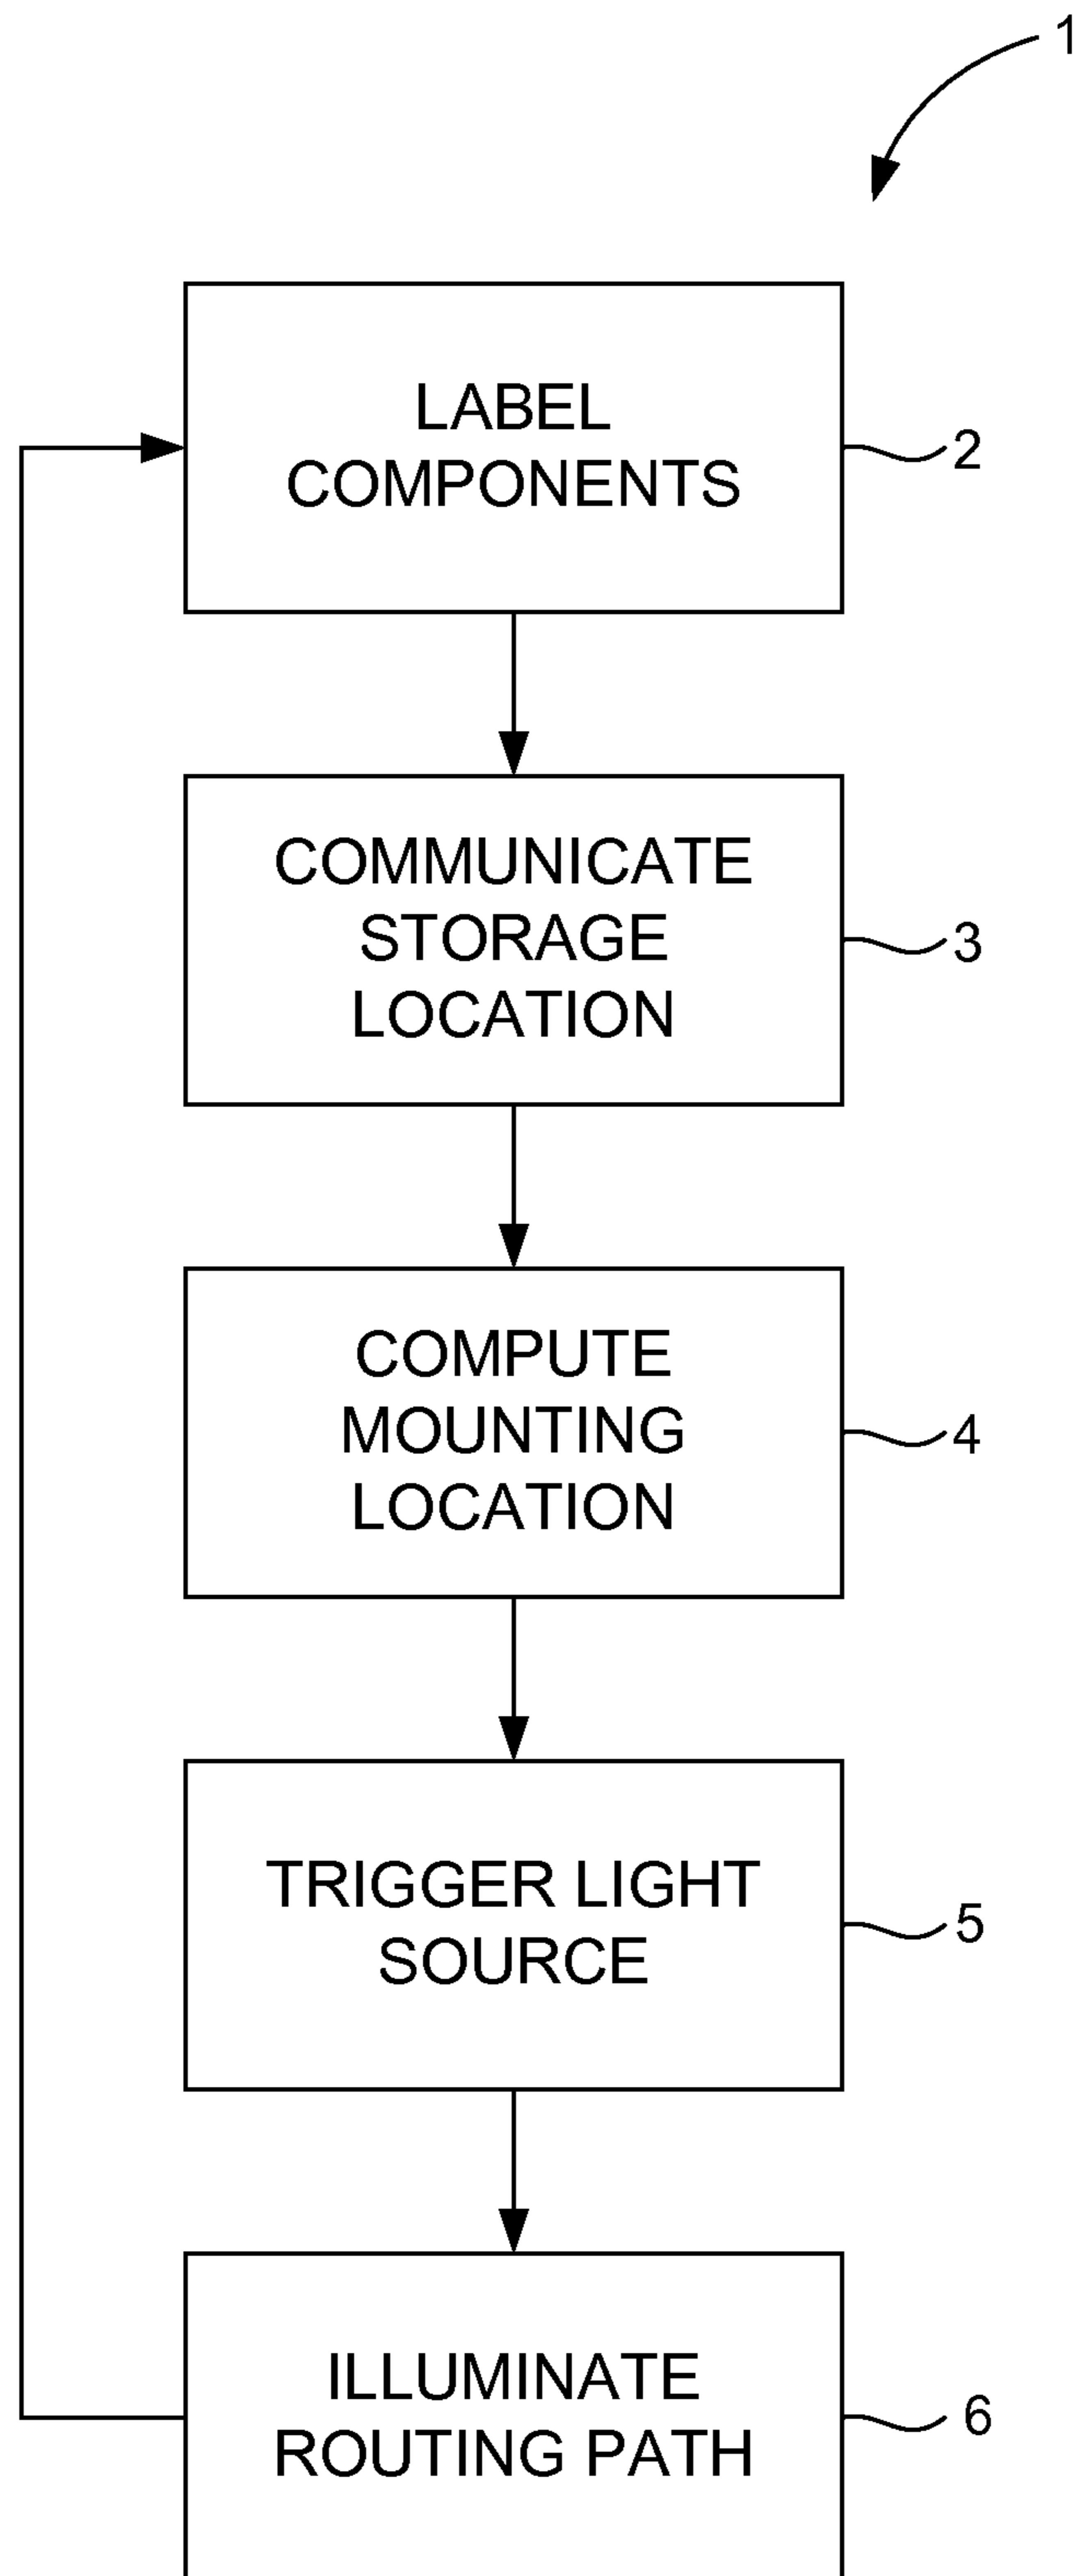 1
LABEL
COMPONENTS
2
COMMUNICATE
STORAGE
LOCATION
3
COMPUTE
MOUNTING
LOCATION
4
TRIGGER LIGHT
SOURCE
5
ILLUMINATE
ROUTING PATH
6